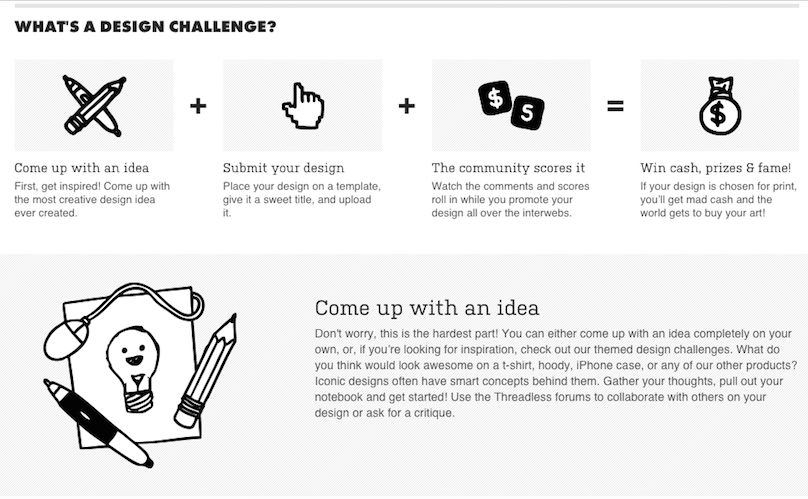 WHAT'S A DESIGN CHALLENGE?
+
+
$
5
=
$
Come up with an idea
First, get inspired! Come up with
the most creative design idea
ever created.
Submit your design
Place your design on a template,
give it a sweet title, and upload
it.
The community scores it
Watch the comments and scores
roll in while you promote your
design all over the interwebs.
Win cash, prizes & fame!
If your design is chosen for print,
you'll get mad cash and the
world gets to buy your art!
Come up with an idea
Don't worry, this is the hardest part! You can either come up with an idea completely on your
own, or, if you're looking for inspiration, check out our themed design challenges. What do
you think would look awesome on a t-shirt, hoody, iPhone case, or any of our other products?
Iconic designs often have smart concepts behind them. Gather your thoughts, pull out your
notebook and get started! Use the Threadless forums to collaborate with others on your
design or ask for a critique.